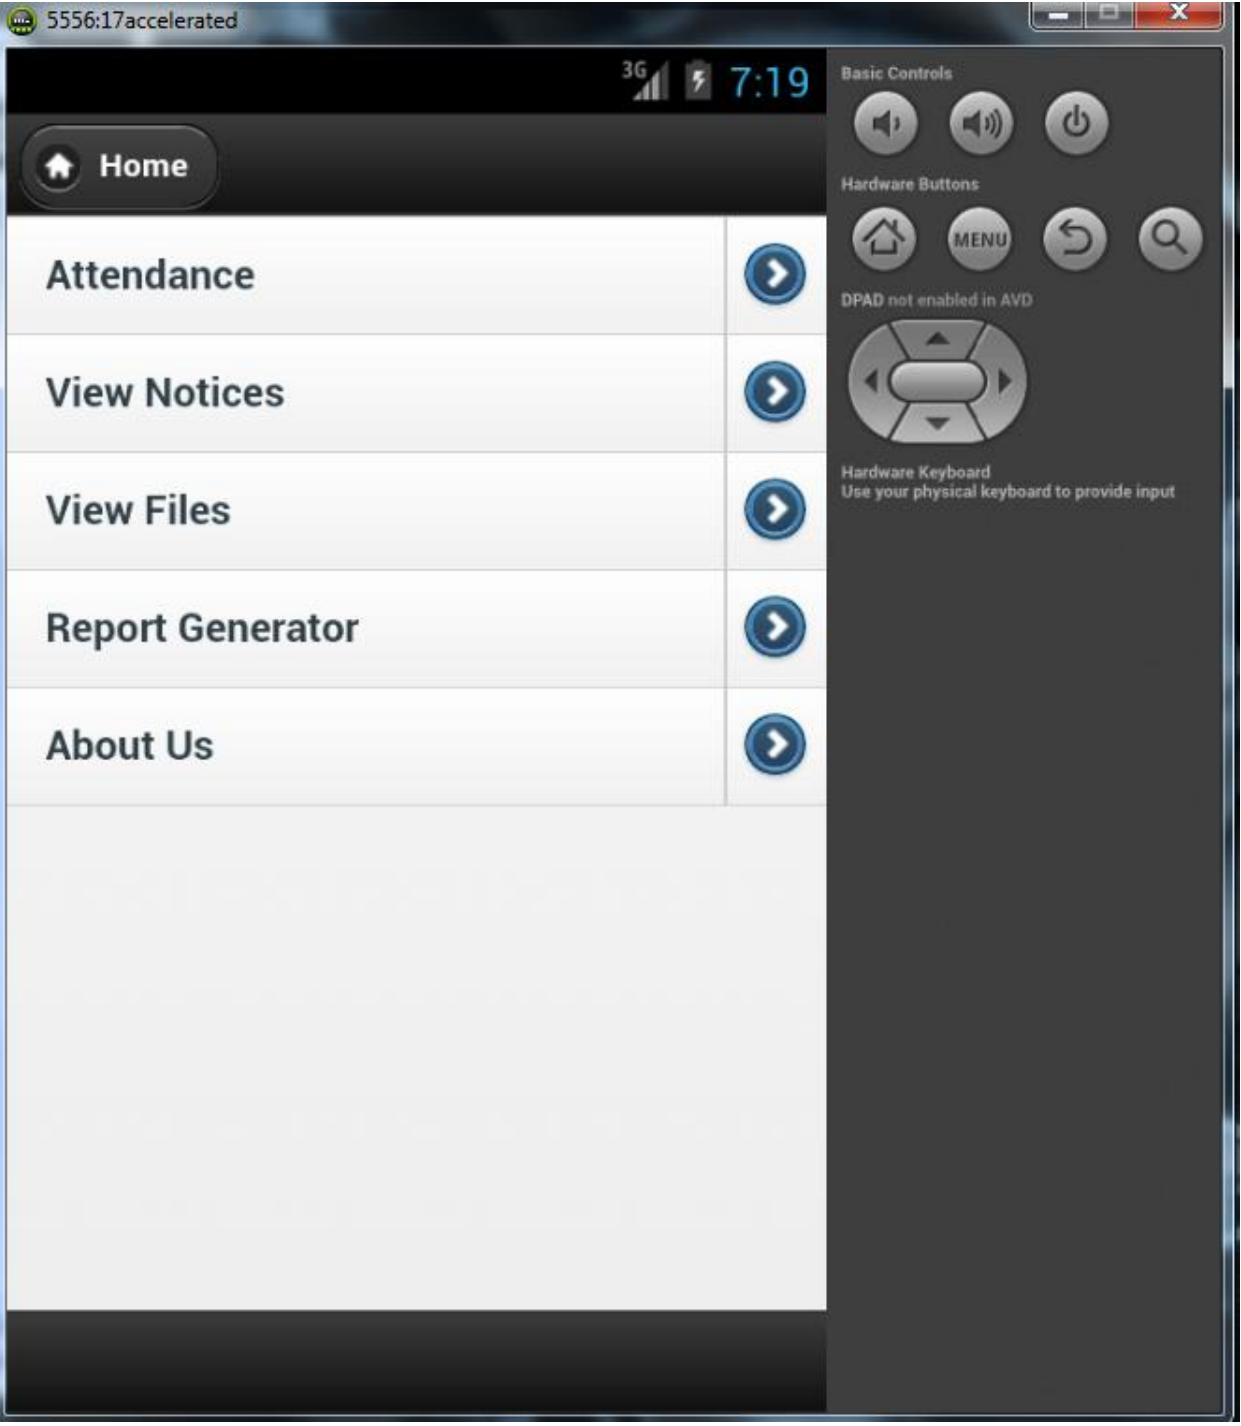 5556:17accelerated
3G 7:19
Home
Attendance
View Notices
View Files
Report Generator
About Us
Basic Controls
Hardware Buttons
MENU
DPAD not enabled in AVD
Hardware Keyboard
Use your physical keyboard to provide input